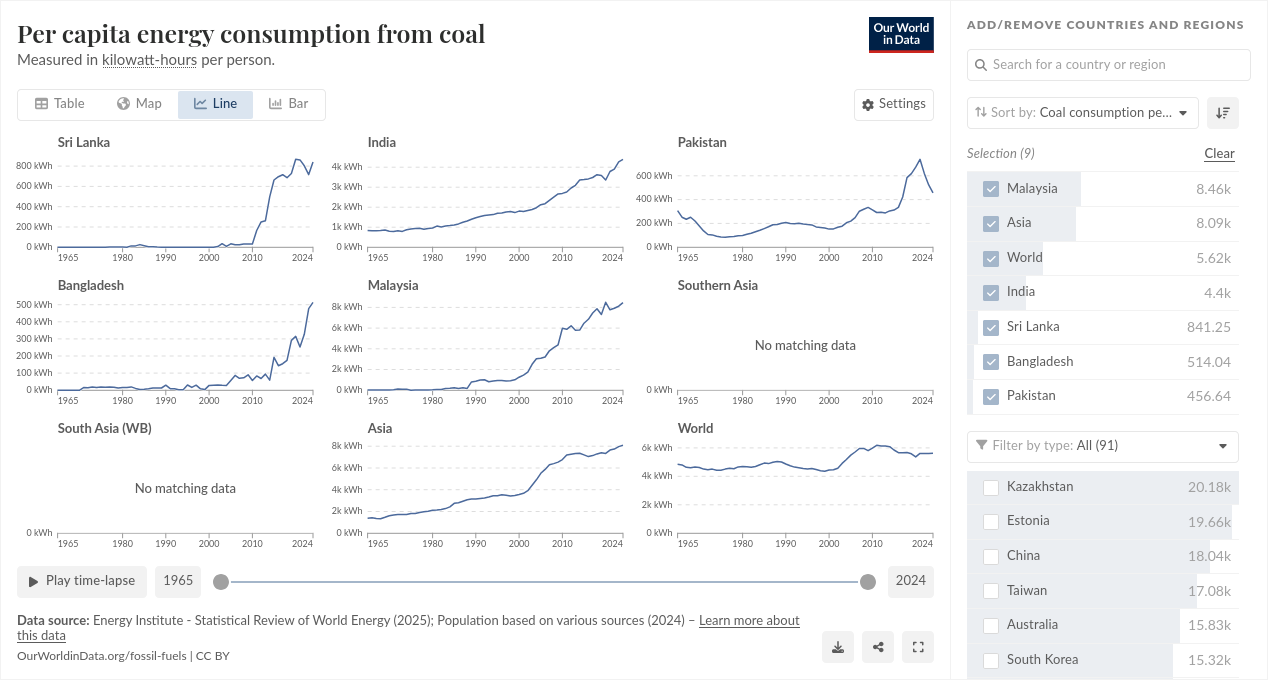 Per capita energy consumption from coal
Measured in kilowatt-hours per person.
Our World
in Data
Table
Map
Line
Bar
Settings
Sri Lanka
800 kWh
600 kWh
400 kWh
200 kWh
0 kWh
1965 1980 1990 2000 2010 2024
India
4k kWh
3k kWh
2k kWh
1k kWh
0 kWh
1965 1980 1990 2000 2010 2024
Pakistan
600 kWh
400 kWh
200 kWh
0 kWh
1965 1980 1990 2000 2010 2024
Bangladesh
500 kWh
400 kWh
300 kWh
200 kWh
100 kWh
0 kWh
1965 1980 1990 2000 2010 2024
Malaysia
8k kWh
6k kWh
4k kWh
2k kWh
0 kWh
1965 1980 1990 2000 2010 2024
Southern Asia
No matching data
0 kWh
1965 1980 1990 2000 2010 2024
South Asia (WB)
No matching data
0 kWh
1965 1980 1990 2000 2010 2024
Asia
8k kWh
6k kWh
4k kWh
2k kWh
0 kWh
1965 1980 1990 2000 2010 2024
World
6k kWh
4k kWh
2k kWh
0 kWh
1965 1980 1990 2000 2010 2024
Play time-lapse
1965
2024
Data source: Energy Institute - Statistical Review of World Energy (2025); Population based on various sources (2024) – Learn more about
this data
OurWorldinData.org/fossil-fuels | CC BY
ADD/REMOVE COUNTRIES AND REGIONS
Search for a country or region
Sort by: Coal consumption pe...
Selection (9)
Clear
Malaysia 8.46k
Asia 8.09k
World 5.62k
India 4.4k
Sri Lanka 841.25
Bangladesh 514.04
Pakistan 456.64
Filter by type: All (91)
Kazakhstan 20.18k
Estonia 19.66k
China 18.04k
Taiwan 17.08k
Australia 15.83k
South Korea 15.32k